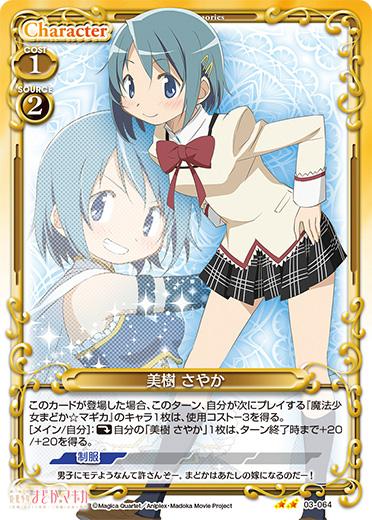 Character
COST
1
SOURCE
2
美樹 さやか
このカードが登場した場合、このターン、自分が次にプレイする『魔法少
女まどか☆マギカ』のキャラ1枚は、使用コスト－3を得る。
[メイン/自分]:自分の「美樹 さやか」1枚は、ターン終了時まで+20
/+20を得る。
制服
男子にモテようなんて許さんぞー。まどかはあたしの嫁になるのだー!
まどか☆マギカ
©Magica Quartet／Aniplex・Madoka Movie Project
03-064